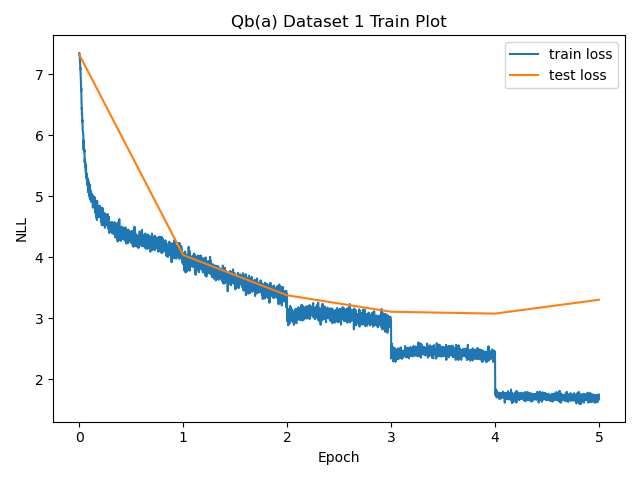 Qb(a) Dataset 1 Train Plot
train loss
test loss
7
6
5
4
3
2
NLL
0 1 2 3 4 5
Epoch